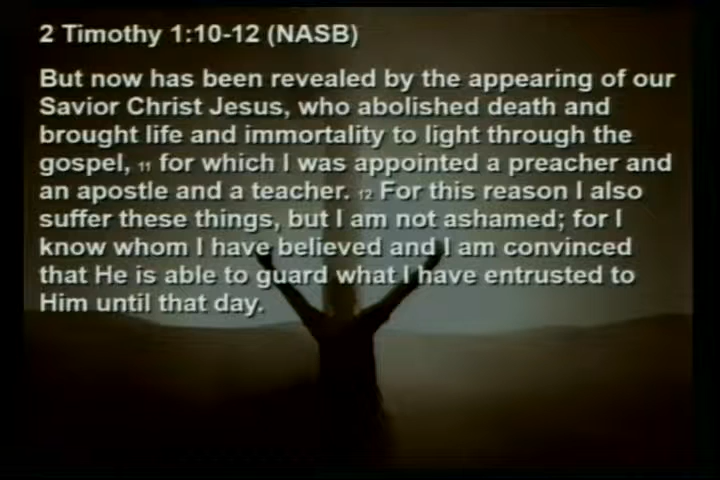 2 Timothy 1:10-12 (NASB)
But now has been revealed by the appearing of our
Savior Christ Jesus, who abolished death and
brought life and immortality to light through the
gospel, 11 for which I was appointed a preacher and
an apostle and a teacher. 12 For this reason I also
suffer these things, but I am not ashamed; for I
know whom I have believed and I am convinced
that He is able to guard what I have entrusted to
Him until that day.